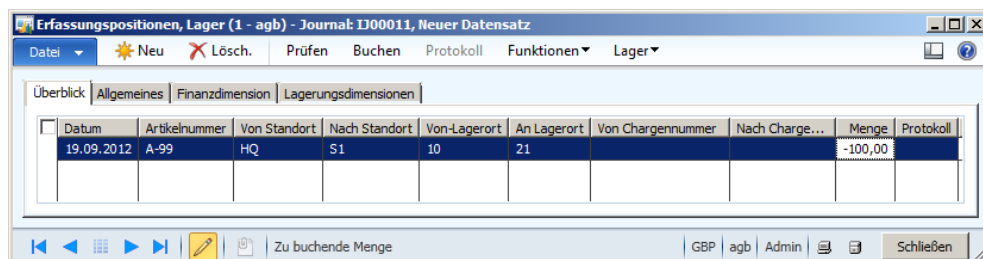 Erfassungspositionen, Lager (1 - agb) - Journal: IJ00011, Neuer Datensatz
Datei Neu Lösch. Prüfen Buchen Protokoll Funktionen Lager
Überblick Allgemeines Finanzdimension Lagerungsdimensionen
Datum Artikelnummer Von Standort Nach Standort Von-Lagerort An Lagerort Von Chargennummer Nach Charge... Menge Protokoll
19.09.2012 A-99 HQ S1 10 21 -100,00
Zu buchende Menge GBP agb Admin Schließen